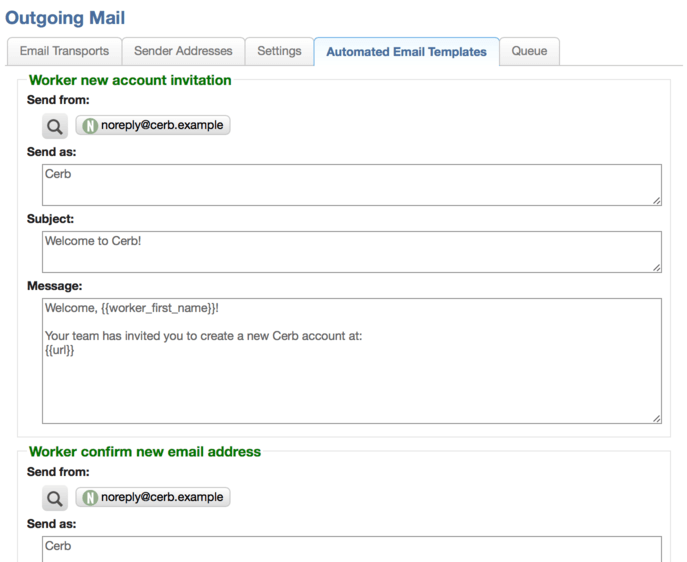 Outgoing Mail
Email Transports Sender Addresses Settings Automated Email Templates Queue
Worker new account invitation
Send from:
N noreply@cerb.example
Send as:
Cerb
Subject:
Welcome to Cerb!
Message:
Welcome, {{worker_first_name}}!
Your team has invited you to create a new Cerb account at:
{{url}}
Worker confirm new email address
Send from:
N noreply@cerb.example
Send as:
Cerb